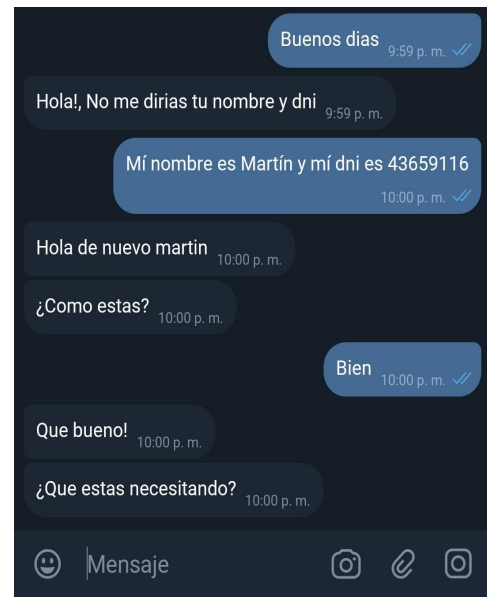 Buenos dias 9:59 p. m.
Hola!, No me dirias tu nombre y dni 9:59 p. m.
Mí nombre es Martín y mí dni es 43659116
10:00 p. m.
Hola de nuevo martin 10:00 p. m.
¿Como estas? 10:00 p. m.
Bien 10:00 p. m.
Que bueno! 10:00 p. m.
¿Que estas necesitando? 10:00 p. m.
Mensaje